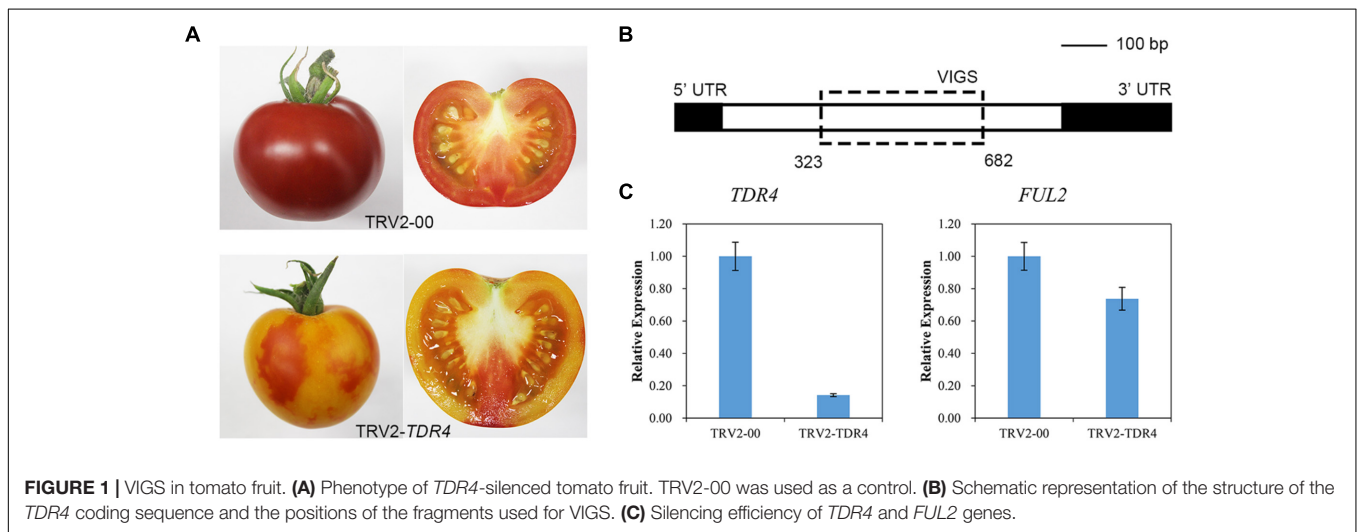 A
TRV2-00
TRV2-TDR4
B
100 bp
VIGS
5' UTR
3' UTR
323
682
C
TDR4
Relative Expression
1.20
1.00
0.80
0.60
0.40
0.20
0.00
TRV2-00
TRV2-TDR4
FUL2
Relative Expression
1.20
1.00
0.80
0.60
0.40
0.20
0.00
TRV2-00
TRV2-TDR4
FIGURE 1 | VIGS in tomato fruit. (A) Phenotype of TDR4-silenced tomato fruit. TRV2-00 was used as a control. (B) Schematic representation of the structure of the
TDR4 coding sequence and the positions of the fragments used for VIGS. (C) Silencing efficiency of TDR4 and FUL2 genes.